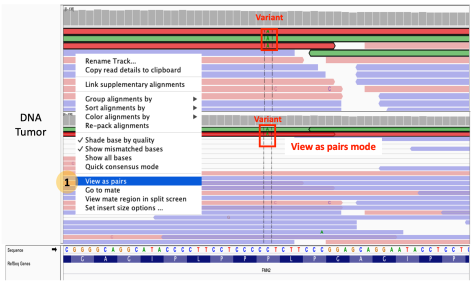 Variant
Rename Track...
Copy read details to clipboard
Link supplementary alignments
Group alignments by
Sort alignments by
Color alignments by
Re-pack alignments
✓ Shade base by quality
✓ Show mismatched bases
Show all bases
Quick consensus mode
1 View as pairs
Go to mate
View mate region in split screen
Set insert size options ...
DNA
Tumor
Variant
View as pairs mode
Sequence
C G G G G C A G G C A T A C C C C T T C C T C C C C C T C T T C C C G G A G C A G G A A T A C C T C C T
RefSeq Genes
C A C I P L P P P L P C A C I P F